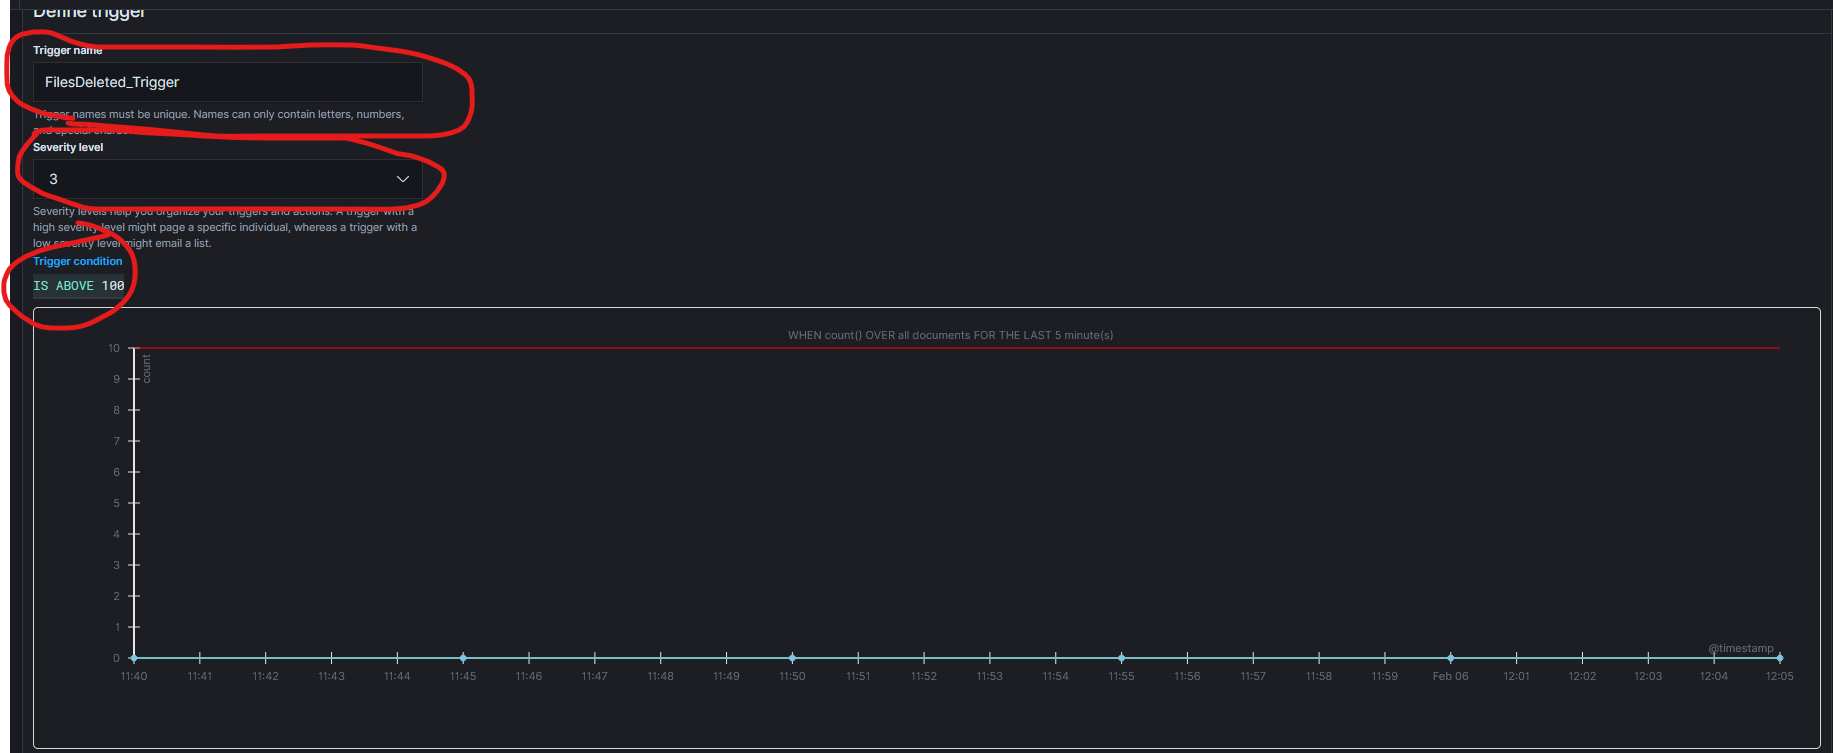 Define trigger
Trigger name
FilesDeleted_Trigger
Trigger names must be unique. Names can only contain letters, numbers,
and special
Severity level
3
Severity levels help you organize your triggers and actions. A trigger with a
high severity level might page a specific individual, whereas a trigger with a
low severity level might email a list.
Trigger condition
IS ABOVE 100
WHEN count() OVER all documents FOR THE LAST 5 minute(s)
count
10
9
8
7
6
5
4
3
2
1
0
@timestamp
11:40 11:41 11:42 11:43 11:44 11:45 11:46 11:47 11:48 11:49 11:50 11:51 11:52 11:53 11:54 11:55 11:56 11:57 11:58 11:59 Feb 06 12:01 12:02 12:03 12:04 12:05